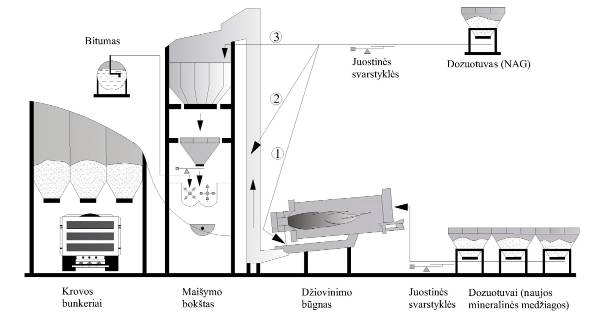 ③
Bitumas
Juostinės
svarstyklės
Dozuotuvas (NAG)
②
①
Krovos
bunkeriai
Maišymo
bokštas
Džiovinimo
būgnas
Juostinės
svarstyklės
Dozuotuvai (naujos
mineralinės medžiagos)